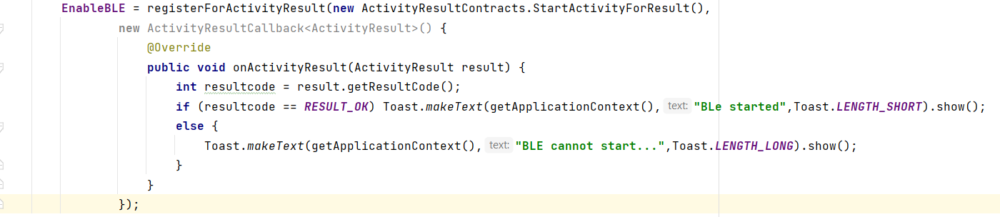 EnableBLE = registerForActivityResult(new ActivityResultContracts.StartActivityForResult(),
new ActivityResultCallback<ActivityResult>() {
@Override
public void onActivityResult(ActivityResult result) {
int resultcode = result.getResultCode();
if (resultcode == RESULT_OK) Toast.makeText(getApplicationContext(), text: "BLe started",Toast.LENGTH_SHORT).show();
else {
Toast.makeText(getApplicationContext(), text: "BLE cannot start...",Toast.LENGTH_LONG).show();
}
}
});